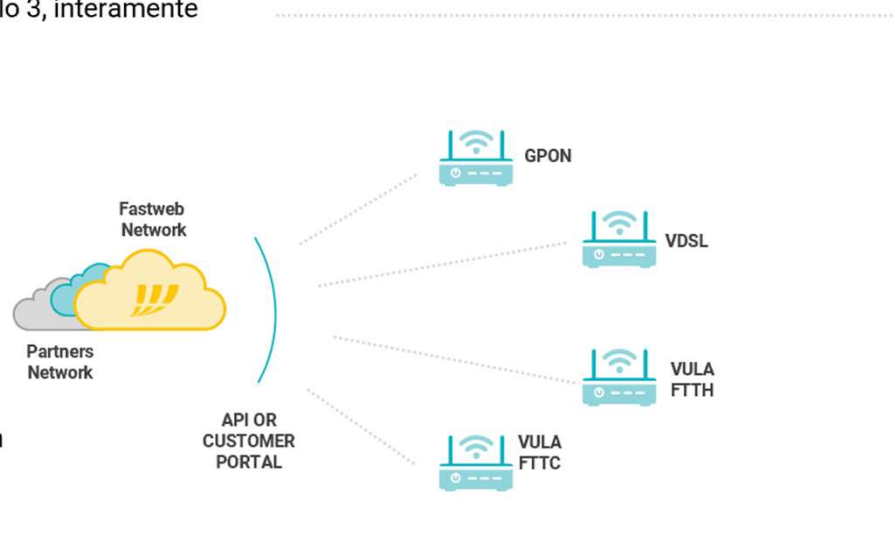 lo 3, interamente
GPON
Fastweb
Network
VDSL
Partners
Network
VULA
FTTH
API OR
CUSTOMER
PORTAL
VULA
FTTC